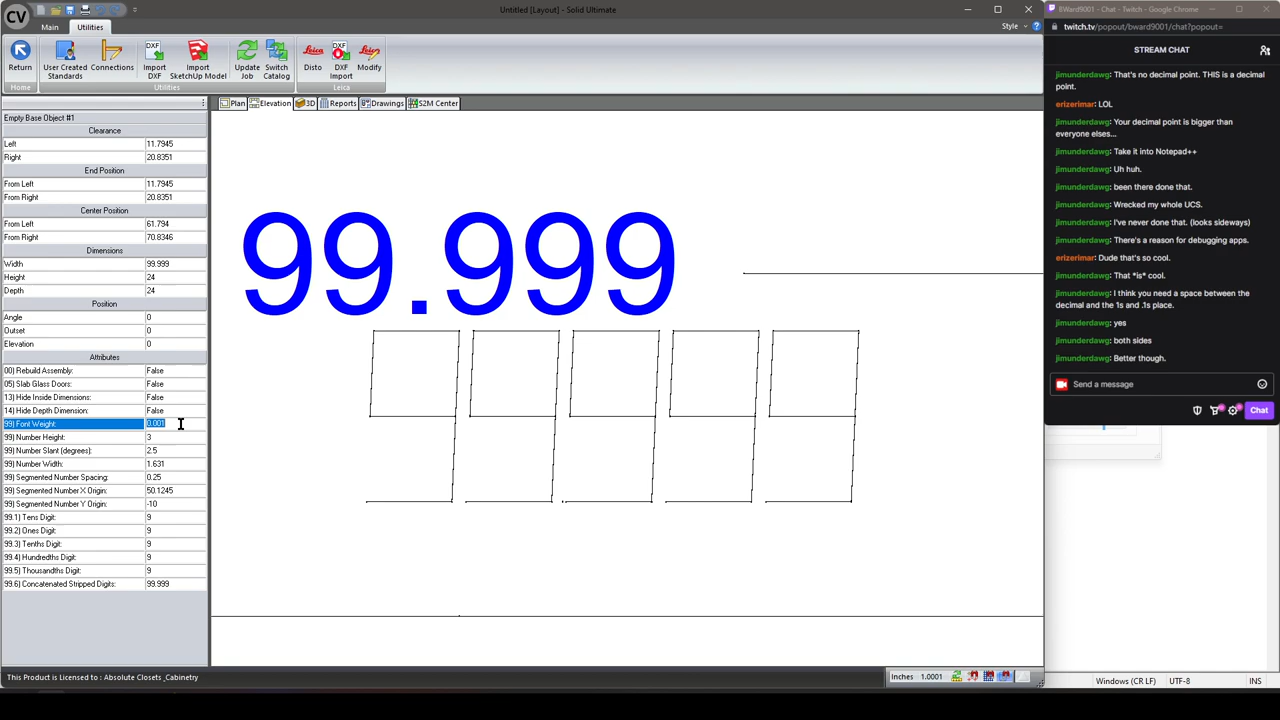 CV
Untitled [Layout] - Solid Ultimate
Main
Utilities
Style
Return
User Created
Standards
Connections
Import
DXF
Import
SketchUp Model
Update
Job
Switch
Catalog
Disto
DXF
Import
Modify
Home
Utilities
Leica
Plan
Elevation
3D
Reports
Drawings
S2M Center
Empty Base Object #1
Clearance
Left 11.7945
Right 20.8351
End Position
From Left 11.7945
From Right 20.8351
Center Position
From Left 61.794
From Right 70.8346
Dimensions
Width 99.999
Height 24
Depth 24
Position
Angle 0
Outset 0
Elevation 0
Attributes
00) Rebuild Assembly: False
05) Slab Glass Doors: False
13) Hide Inside Dimensions: False
14) Hide Depth Dimension: False
99) Font Weight: 0.001
99) Number Height: 3
99) Number Slant (degrees): 2.5
99) Number Width: 1.631
99) Segmented Number Spacing: 0.25
99) Segmented Number X Origin: 50.1245
99) Segmented Number Y Origin: -10
99.1) Tens Digit: 9
99.2) Ones Digit: 9
99.3) Tenths Digit: 9
99.4) Hundredths Digit: 9
99.5) Thousandths Digit: 9
99.6) Concatenated Stripped Digits: 99.999
99.999
99.999
This Product is Licensed to : Absolute Closets _Cabinetry
Inches 1.0001
BWard9001 - Chat - Twitch - Google Chrome
twitch.tv/popout/bward9001/chat?popout=
STREAM CHAT
jimunderdawg: That's no decimal point. THIS is a decimal
point.
erizerimar: LOL
jimunderdawg: Your decimal point is bigger than
everyone elses...
jimunderdawg: Take it into Notepad++
jimunderdawg: Uh huh.
jimunderdawg: been there done that.
jimunderdawg: Wrecked my whole UCS.
jimunderdawg: I've never done that. (looks sideways)
jimunderdawg: There's a reason for debugging apps.
erizerimar: Dude that's so cool.
jimunderdawg: That *is* cool.
jimunderdawg: I think you need a space between the
decimal and the 1s and .1s place.
jimunderdawg: yes
jimunderdawg: both sides
jimunderdawg: Better though.
Send a message
Chat
Windows (CR LF)
UTF-8
INS